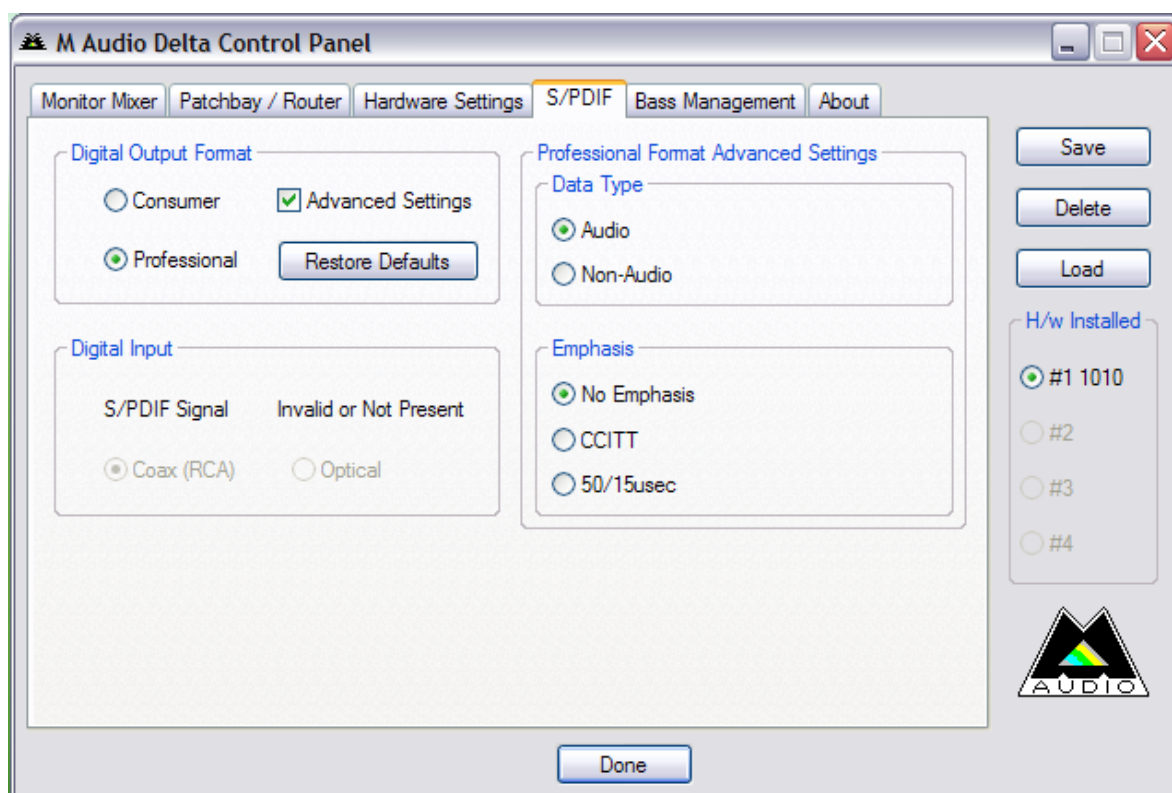 M Audio Delta Control Panel
Monitor Mixer Patchbay / Router Hardware Settings S/PDIF Bass Management About
Digital Output Format
Consumer Advanced Settings
Professional Restore Defaults
Digital Input
S/PDIF Signal Invalid or Not Present
Coax (RCA) Optical
Professional Format Advanced Settings
Data Type
Audio
Non-Audio
Emphasis
No Emphasis
CCITT
50/15usec
Save
Delete
Load
H/w Installed
#1 1010
#2
#3
#4
AUDIO
Done